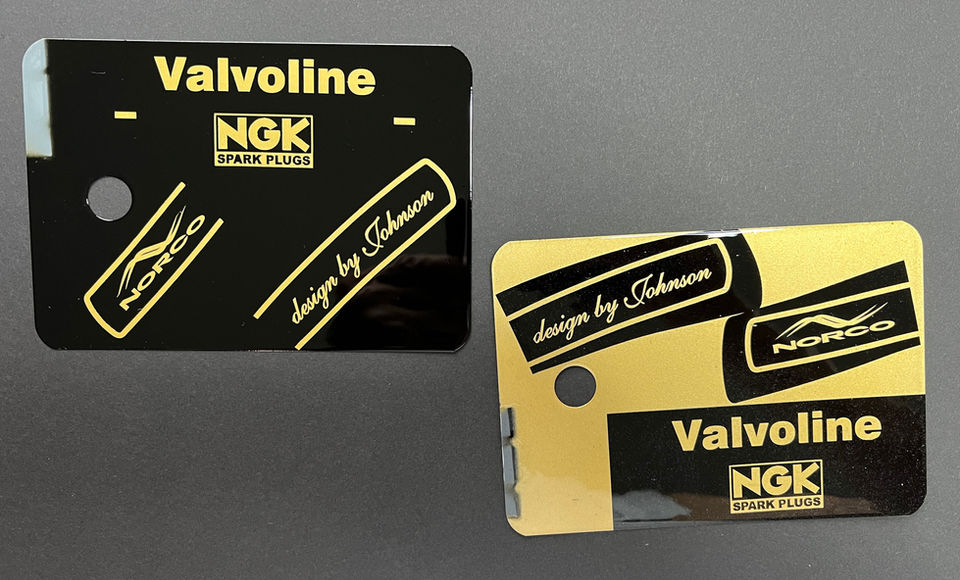 Valvoline
NGK
SPARK PLUGS
NORCO
design by Johnson
design by Johnson
NORCO
Valvoline
NGK
SPARK PLUGS